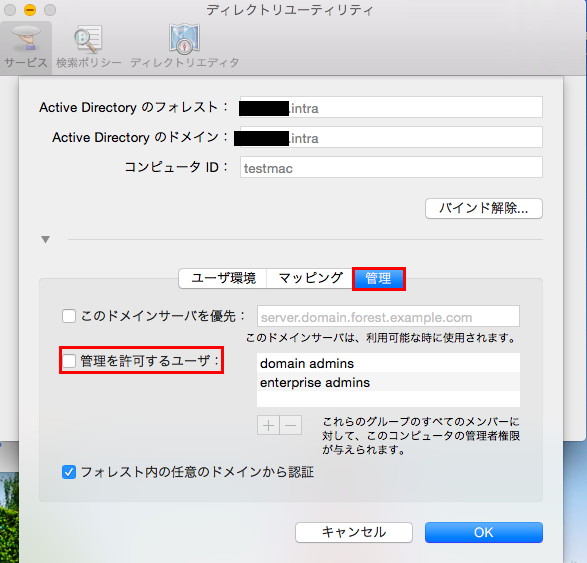 ディレクトリユーティリティ
サービス 検索ポリシー ディレクトリエディタ
Active Directory のフォレスト： .intra
Active Directory のドメイン： .intra
コンピュータ ID： testmac
バインド解除...
ユーザ環境 マッピング 管理
このドメインサーバを優先： server.domain.forest.example.com
このドメインサーバは、利用可能な時に使用されます。
管理を許可するユーザ：
domain admins
enterprise admins
+ −
これらのグループのすべてのメンバーに
対して、このコンピュータの管理者権限
が与えられます。
フォレスト内の任意のドメインから認証
キャンセル OK